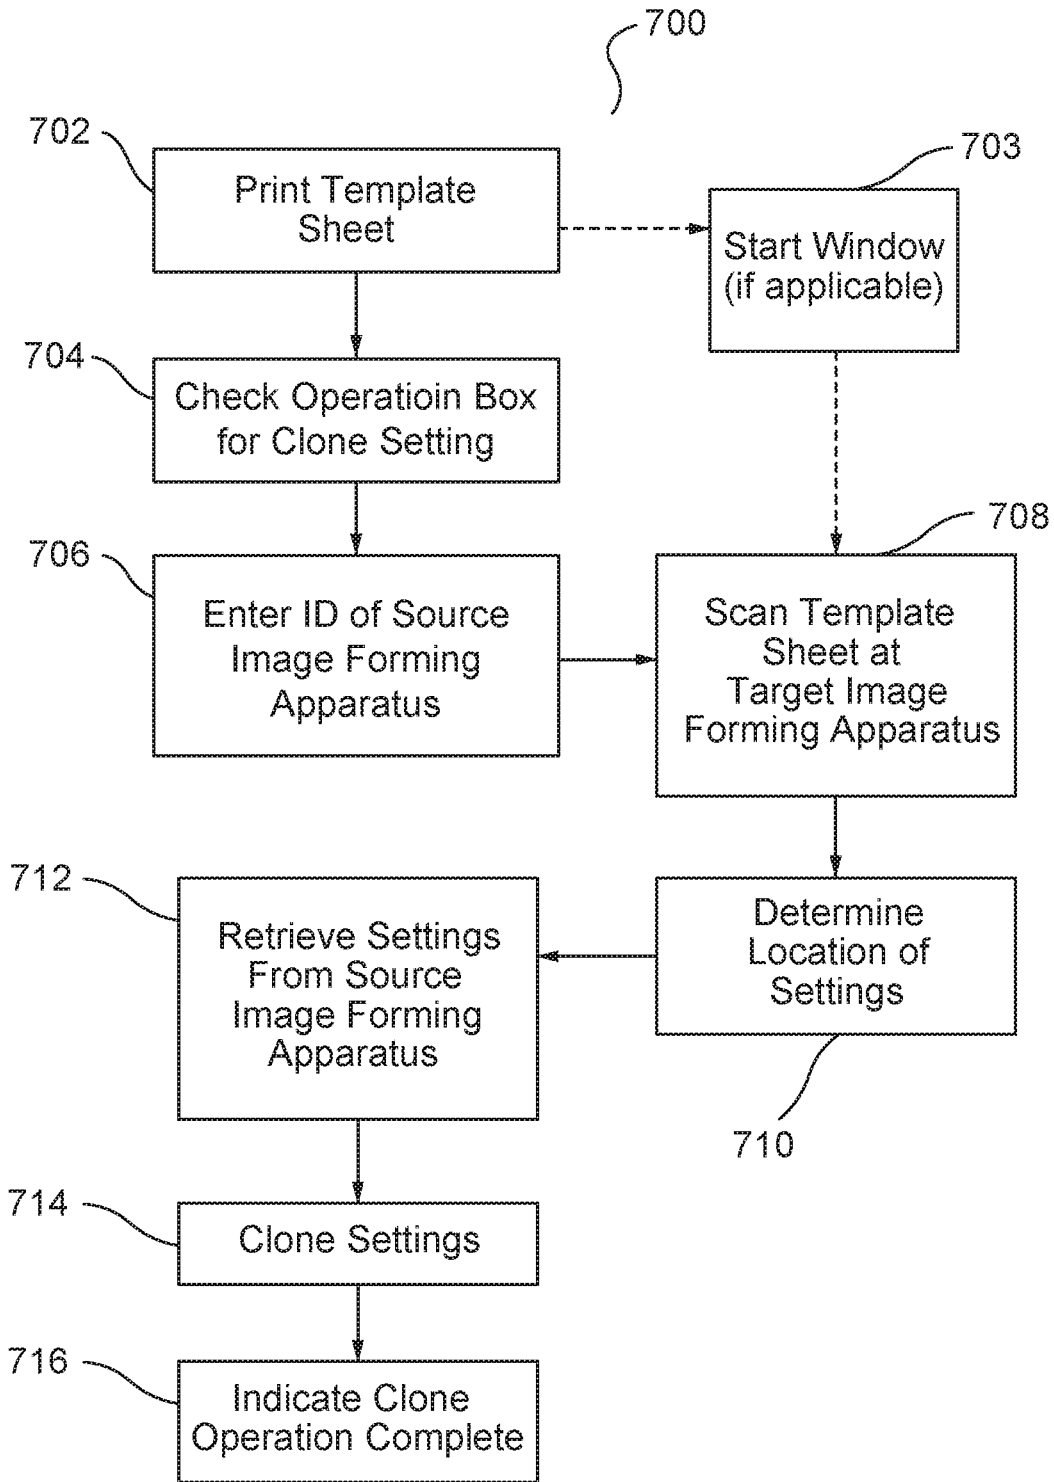 700
702
Print Template
Sheet
703
Start Window
(if applicable)
704
Check Operatioin Box
for Clone Setting
706
Enter ID of Source
Image Forming
Apparatus
708
Scan Template
Sheet at
Target Image
Forming Apparatus
712
Retrieve Settings
From Source
Image Forming
Apparatus
Determine
Location of
Settings
710
714
Clone Settings
716
Indicate Clone
Operation Complete